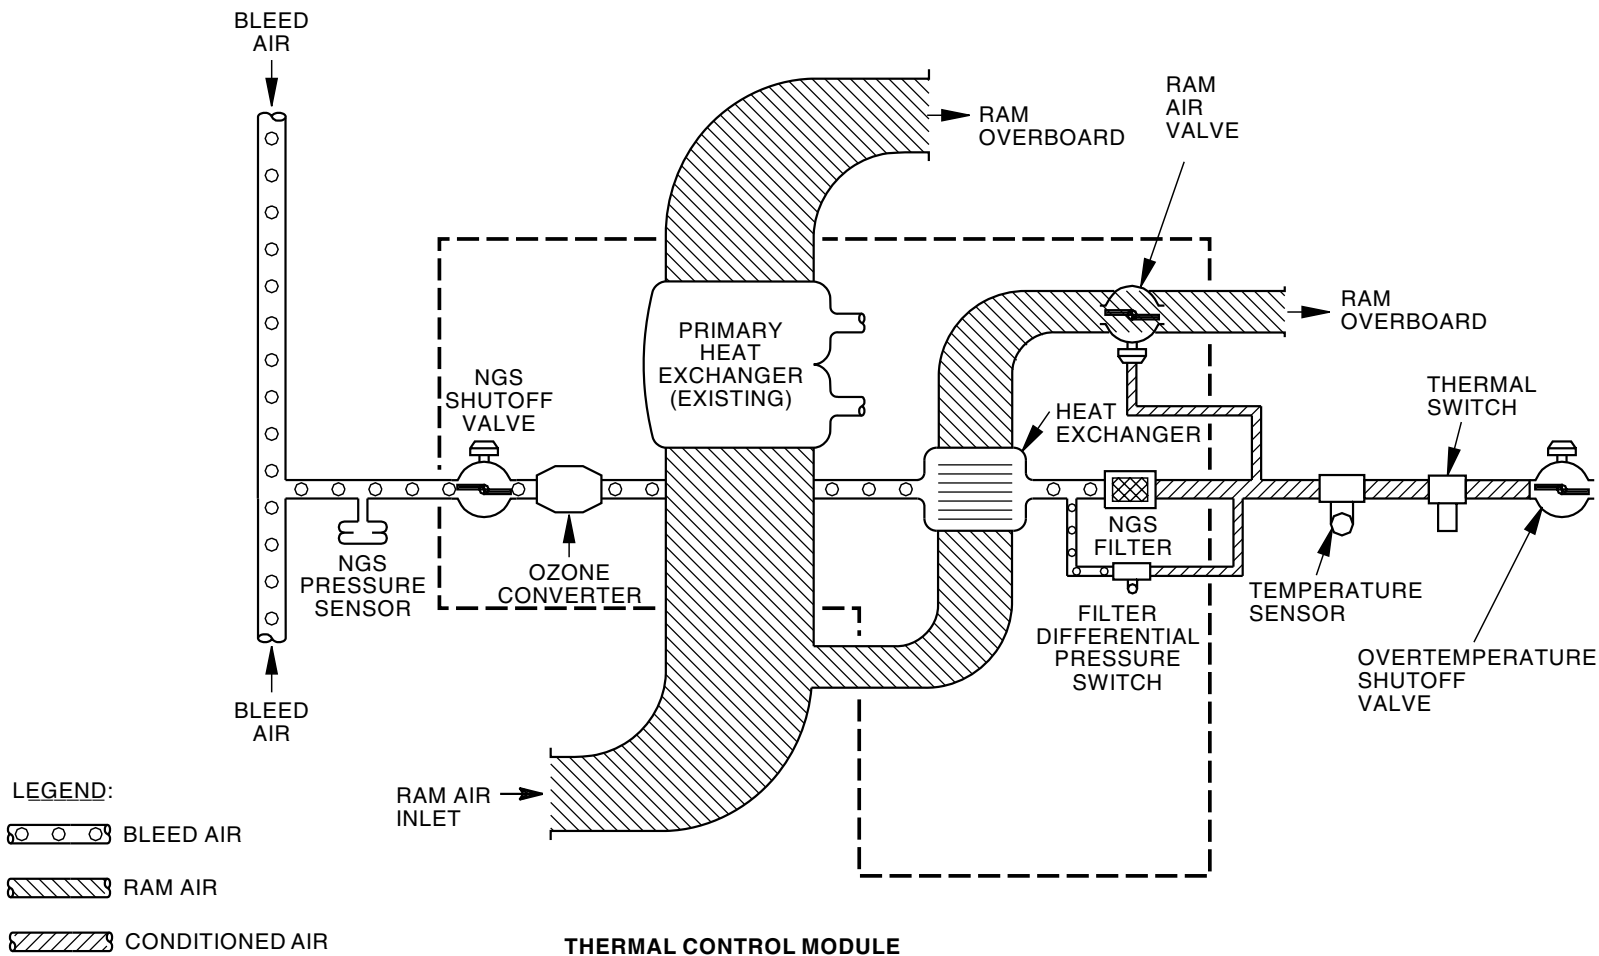 BLEED
AIR
RAM
OVERBOARD
RAM
AIR
VALVE
RAM
OVERBOARD
PRIMARY
HEAT
EXCHANGER
(EXISTING)
NGS
SHUTOFF
VALVE
HEAT
EXCHANGER
THERMAL
SWITCH
NGS
PRESSURE
SENSOR
OZONE
CONVERTER
NGS
FILTER
FILTER
DIFFERENTIAL
PRESSURE
SWITCH
TEMPERATURE
SENSOR
OVERTEMPERATURE
SHUTOFF
VALVE
BLEED
AIR
RAM AIR
INLET
LEGEND:
BLEED AIR
RAM AIR
CONDITIONED AIR
THERMAL CONTROL MODULE